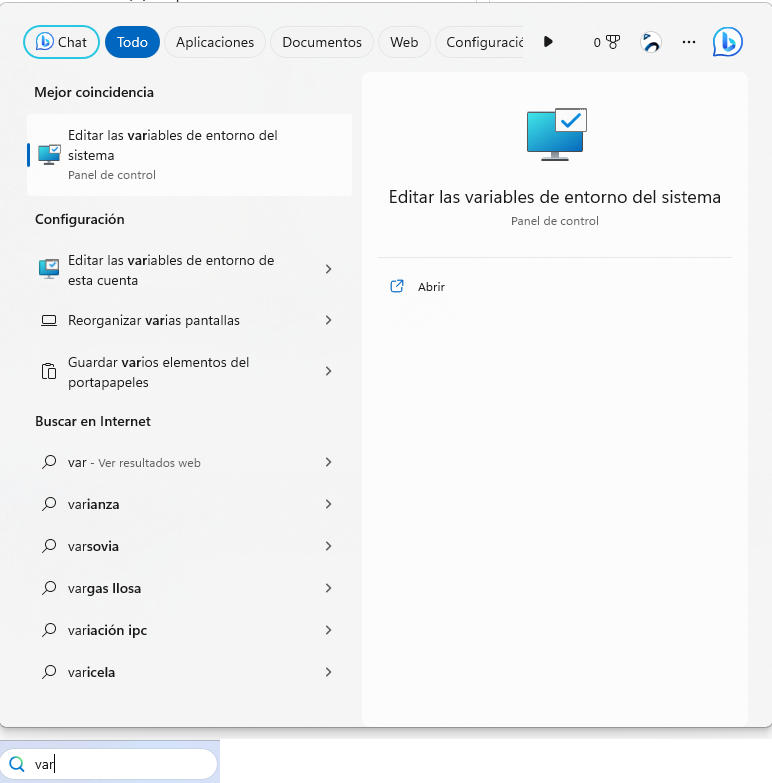 Chat
Todo
Aplicaciones
Documentos
Web
Configuració
0
Mejor coincidencia
Editar las variables de entorno del
sistema
Panel de control
Configuración
Editar las variables de entorno de
esta cuenta
Reorganizar varias pantallas
Guardar varios elementos del
portapapeles
Buscar en Internet
var - Ver resultados web
varianza
varsovia
vargas llosa
variación ipc
varicela
Editar las variables de entorno del sistema
Panel de control
Abrir
var